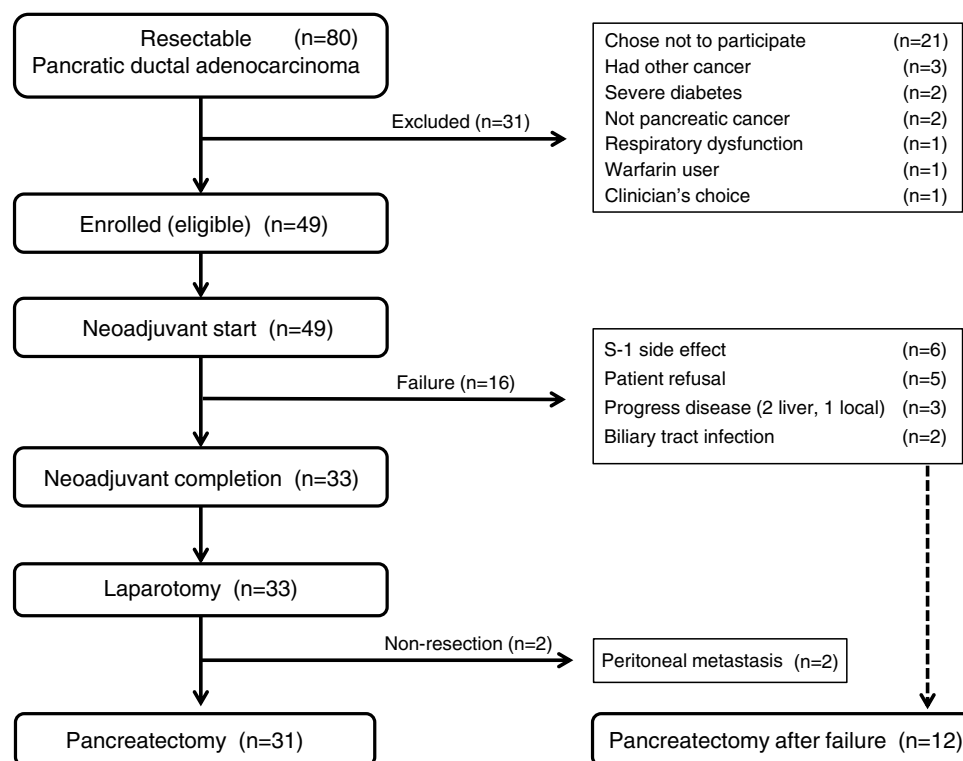 Resectable (n=80)
Pancratic ductal adenocarcinoma
Excluded (n=31)
Chose not to participate (n=21)
Had other cancer (n=3)
Severe diabetes (n=2)
Not pancreatic cancer (n=2)
Respiratory dysfunction (n=1)
Warfarin user (n=1)
Clinician's choice (n=1)
Enrolled (eligible) (n=49)
Neoadjuvant start (n=49)
Failure (n=16)
S-1 side effect (n=6)
Patient refusal (n=5)
Progress disease (2 liver, 1 local) (n=3)
Biliary tract infection (n=2)
Neoadjuvant completion (n=33)
Laparotomy (n=33)
Non-resection (n=2)
Peritoneal metastasis (n=2)
Pancreatectomy (n=31)
Pancreatectomy after failure (n=12)